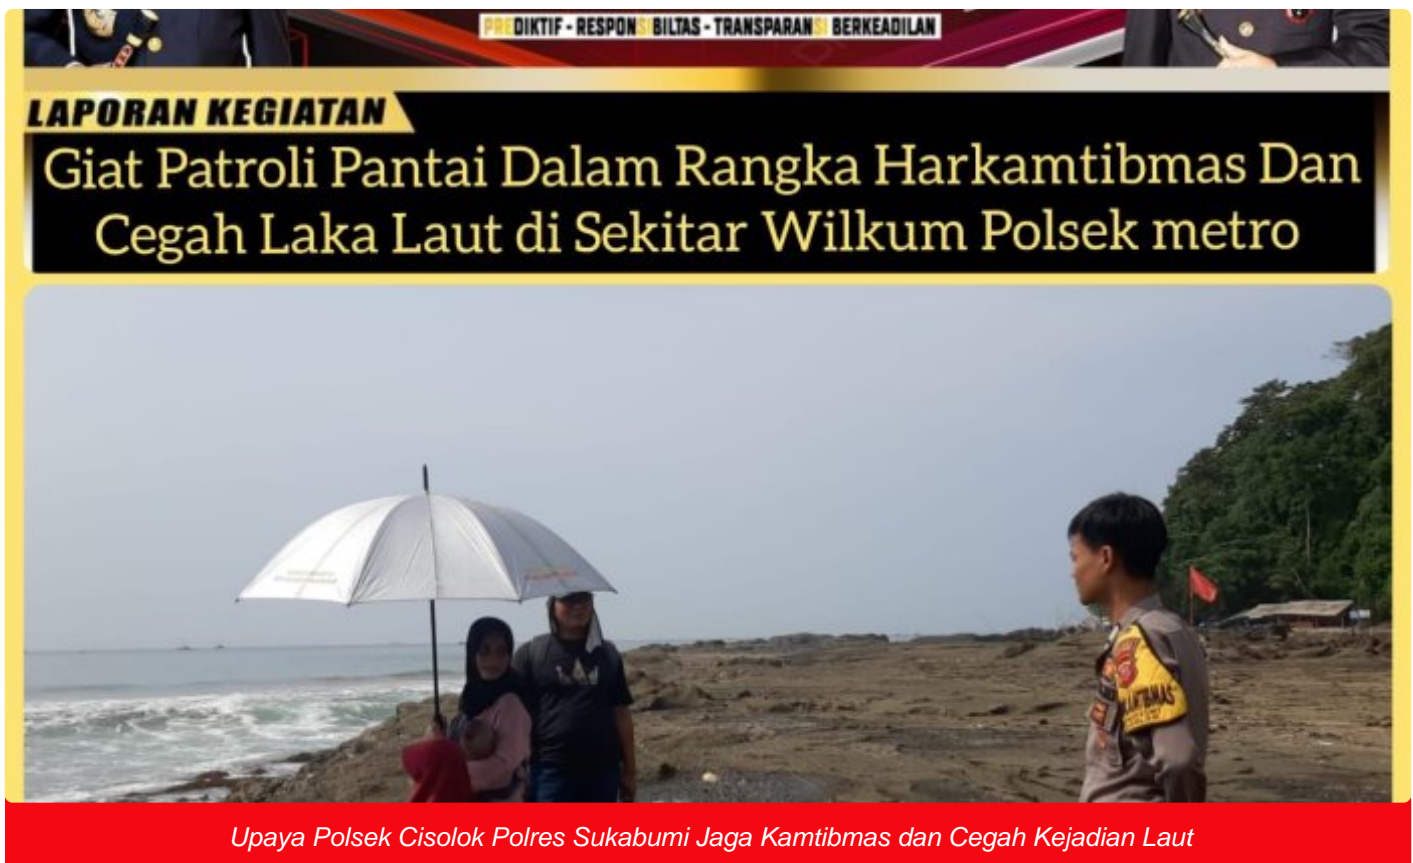 PREDIKTIF - RESPONSIBILTAS - TRANSPARANSI BERKEADILAN
LAPORAN KEGIATAN
Giat Patroli Pantai Dalam Rangka Harkamtibmas Dan
Cegah Laka Laut di Sekitar Wilkum Polsek metro
Upaya Polsek Cisolok Polres Sukabumi Jaga Kamtibmas dan Cegah Kejadian Laut